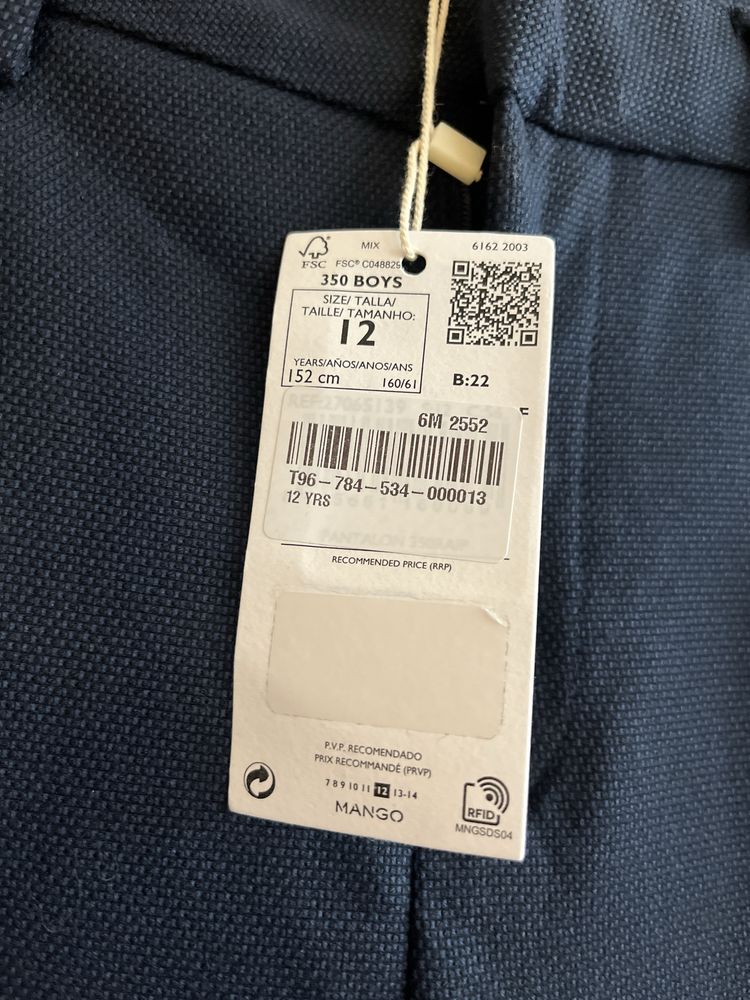 MIX
6162 2003
FSC
FSC® C048829
350 BOYS
SIZE/ TALLA/
TAILLE/ TAMANHO:
12
YEARS/AÑOS/ANOS/ANS
152 cm
160/61
B:22
6M 2552
T96-784-534-000013
12 YRS
RECOMMENDED PRICE (RRP)
P.V.P. RECOMENDADO
PRIX RECOMMANDÉ (PRVP)
7 8 9 10 11 12 13-14
MANGO
RFID
MNGSDS04